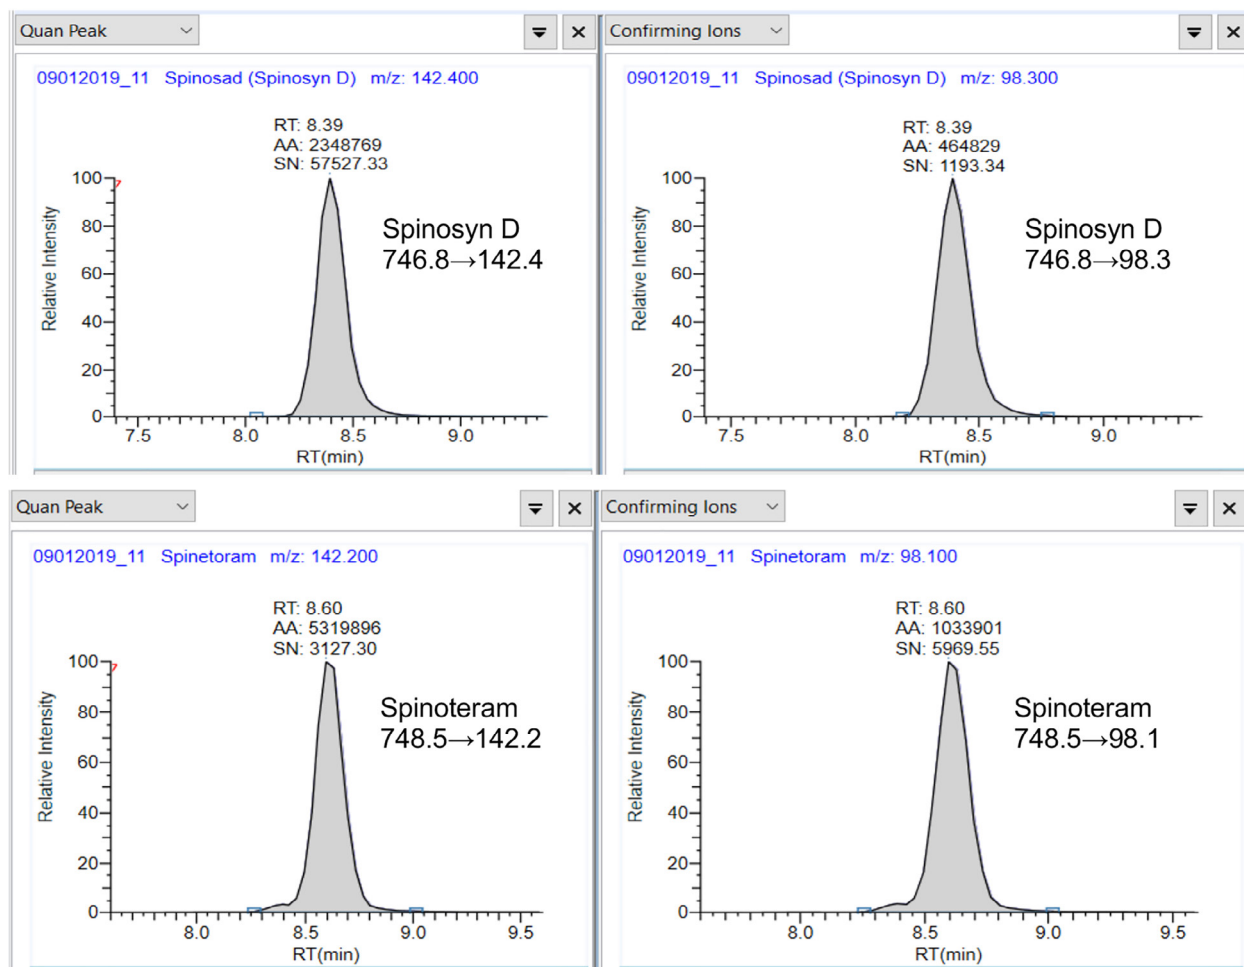 Quan Peak
Confirming Ions
09012019_11 Spinosad (Spinosyn D) m/z: 142.400
RT: 8.39
AA: 2348769
SN: 57527.33
Spinosyn D
746.8→142.4
Relative Intensity
100
80
60
40
20
0
7.5 8.0 8.5 9.0
RT(min)
09012019_11 Spinosad (Spinosyn D) m/z: 98.300
RT: 8.39
AA: 464829
SN: 1193.34
Spinosyn D
746.8→98.3
Relative Intensity
100
80
60
40
20
0
7.5 8.0 8.5 9.0
RT(min)
Quan Peak
Confirming Ions
09012019_11 Spinetoram m/z: 142.200
RT: 8.60
AA: 5319896
SN: 3127.30
Spinoteram
748.5→142.2
Relative Intensity
100
80
60
40
20
0
8.0 8.5 9.0 9.5
RT(min)
09012019_11 Spinetoram m/z: 98.100
RT: 8.60
AA: 1033901
SN: 5969.55
Spinoteram
748.5→98.1
Relative Intensity
100
80
60
40
20
0
8.0 8.5 9.0 9.5
RT(min)